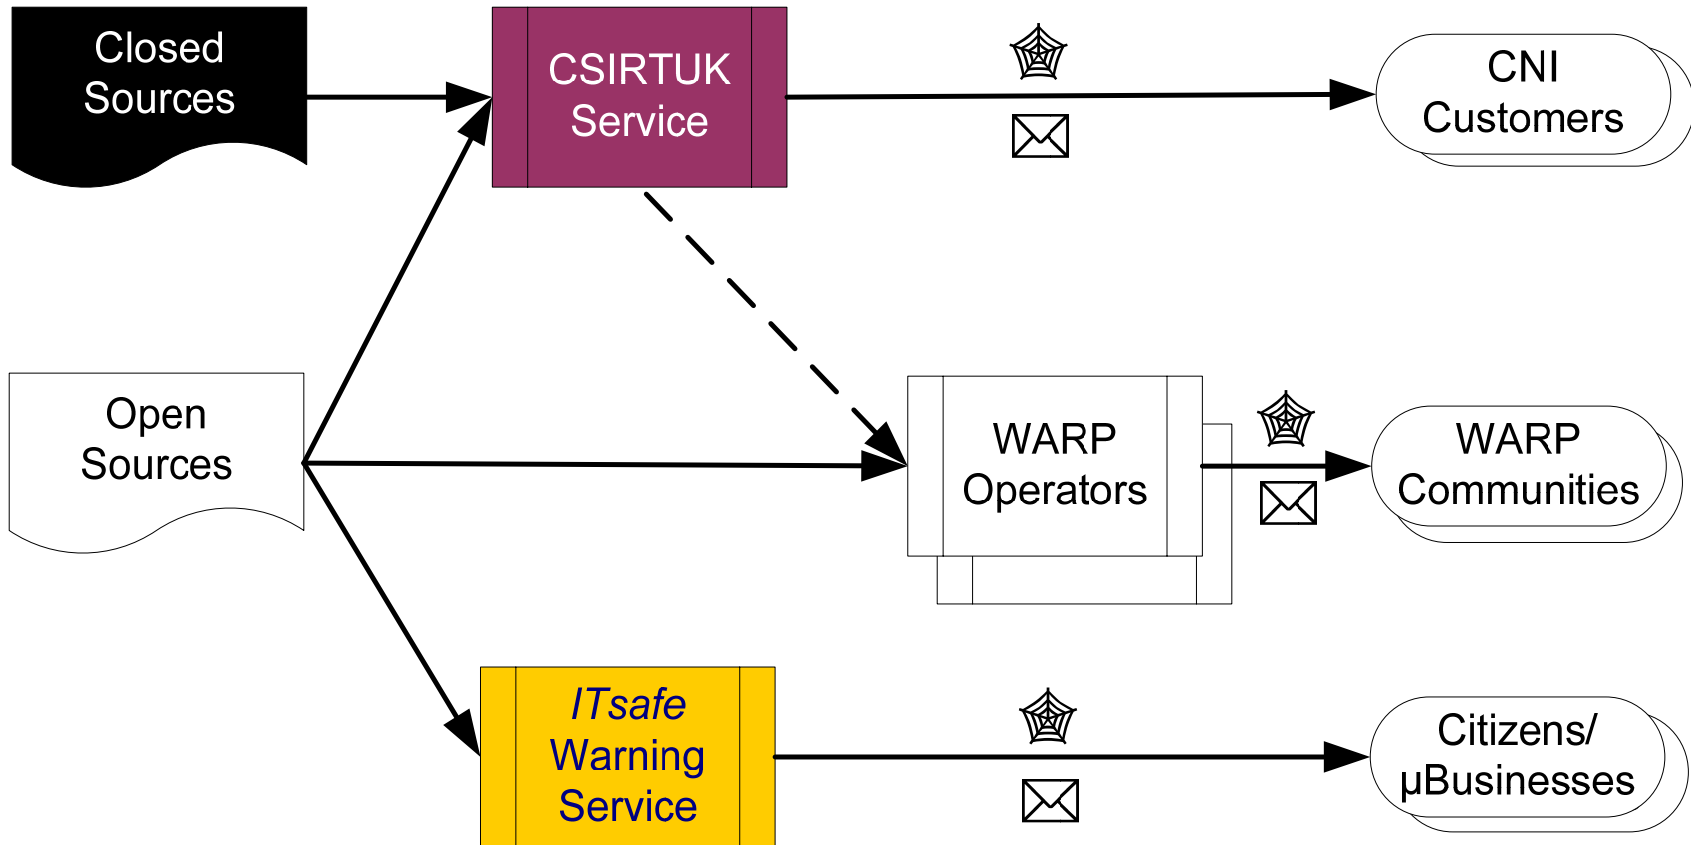 Closed
Sources
CSIRTUK
Service
CNI
Customers
Open
Sources
WARP
Operators
WARP
Communities
ITsafe
Warning
Service
Citizens/
µBusinesses